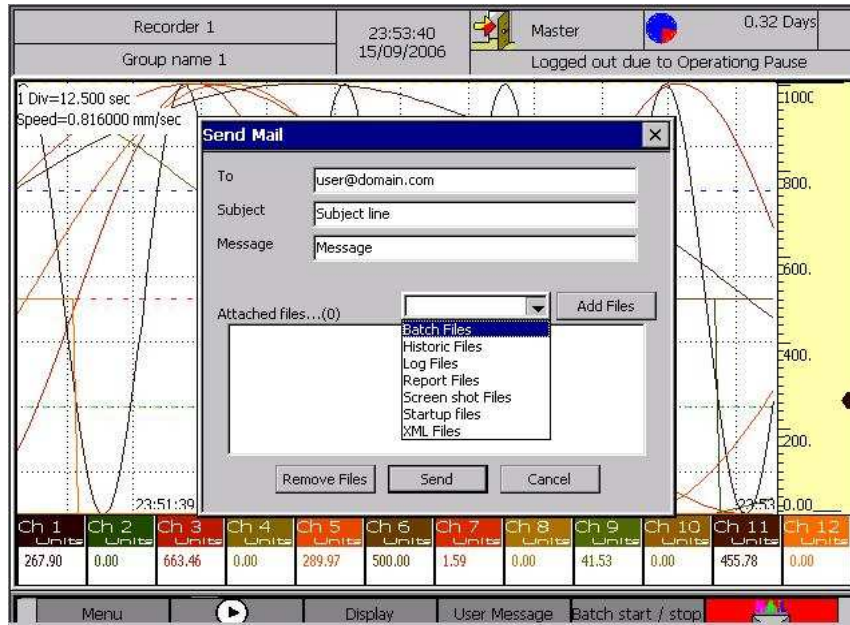 Recorder 1
Group name 1
23:53:40
15/09/2006
Master
0.32 Days
Logged out due to Operationg Pause
1 Div=12.500 sec
Speed=0.816000 mm/sec
Send Mail
To
user@domain.com
Subject
Subject line
Message
Message
Attached files...(0)
Add Files
Batch Files
Historic Files
Log Files
Report Files
Screen shot Files
Startup files
XML Files
Remove Files
Send
Cancel
800.
600.
400.
200.
0.00
23:51:39
23:53
Ch 1 Ch 2 Ch 3 Ch 4 Ch 5 Ch 6 Ch 7 Ch 8 Ch 9 Ch 10 Ch 11 Ch 12
Units Units Units Units Units Units Units Units Units Units Units Units
267.90 0.00 663.46 0.00 289.97 500.00 1.59 0.00 41.53 0.00 455.78 0.00
Menu Display User Message Batch start / stop